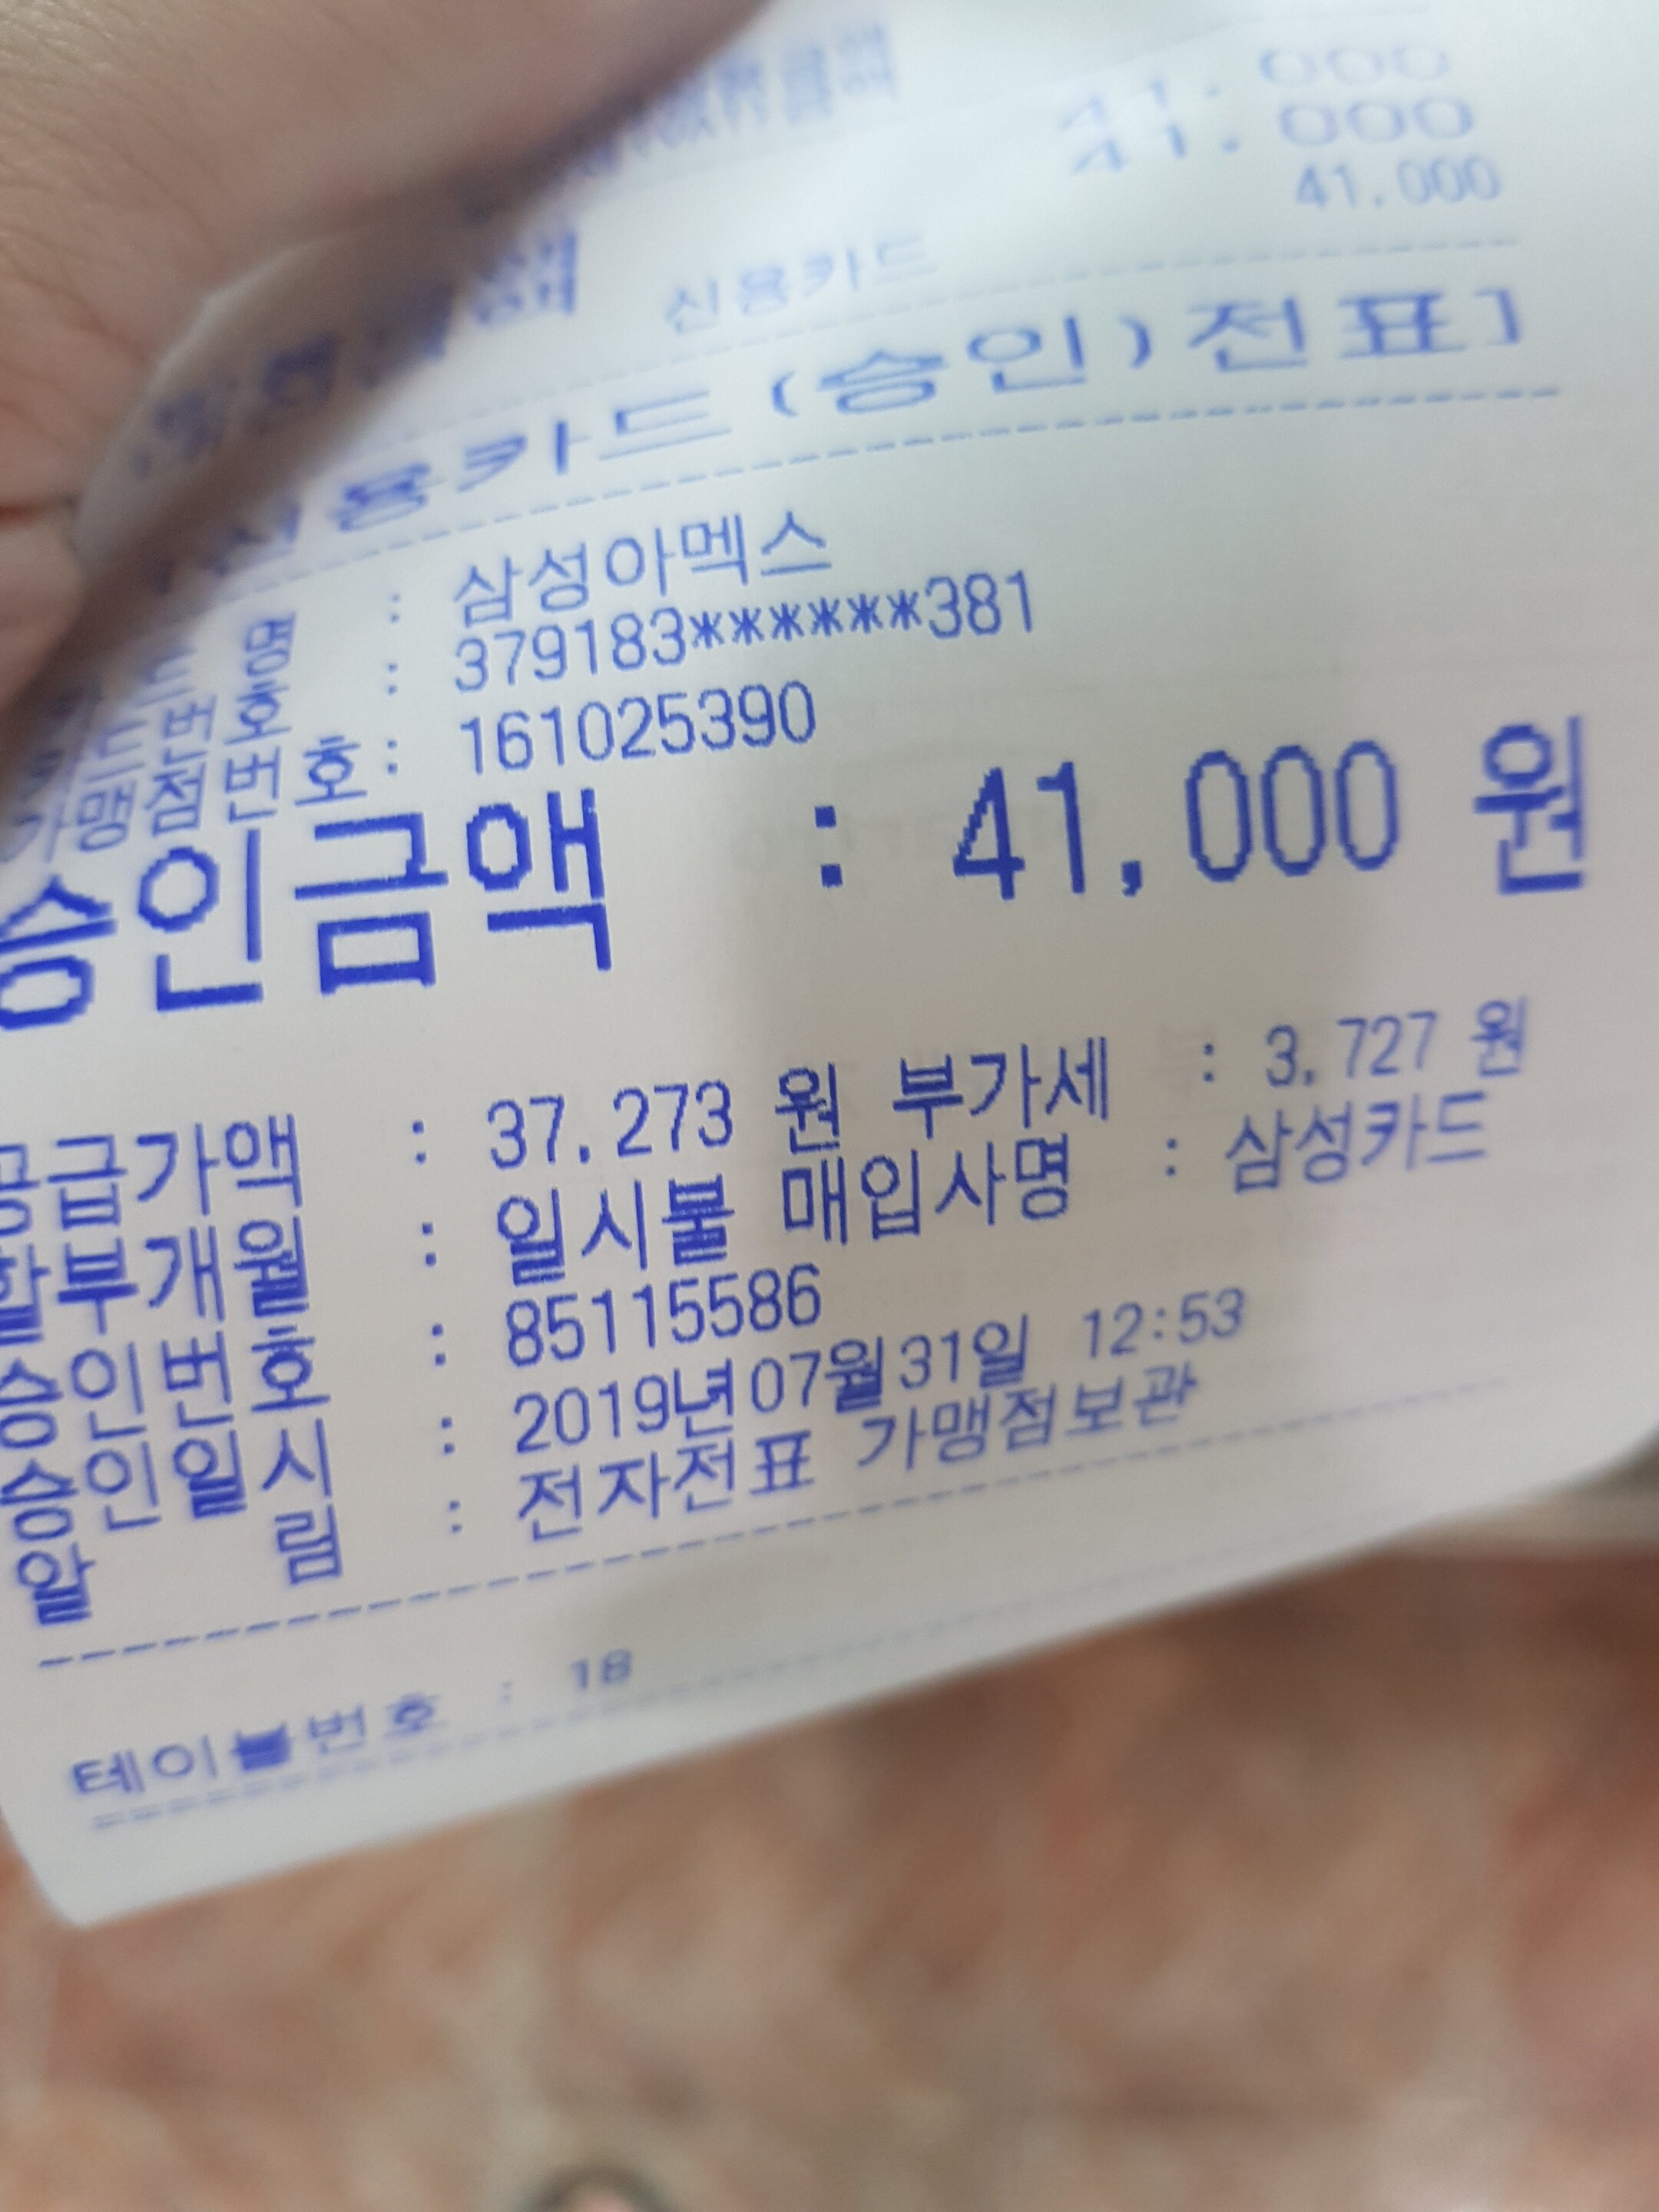 41.000
41.000
41.000
신용카드
신용카드(승인)전표]
명 : 삼성아멕스
번호 : 379183******381
가맹점번호: 161025390
승인금액 : 41,000 원
공급가액 : 37.273 원 부가세 : 3,727 원
할부개월 : 일시불 매입사명 : 삼성카드
승인번호 : 85115586
승인일시 : 2019년07월31일 12:53
알 림 : 전자전표 가맹점보관
테이블번호 : 18